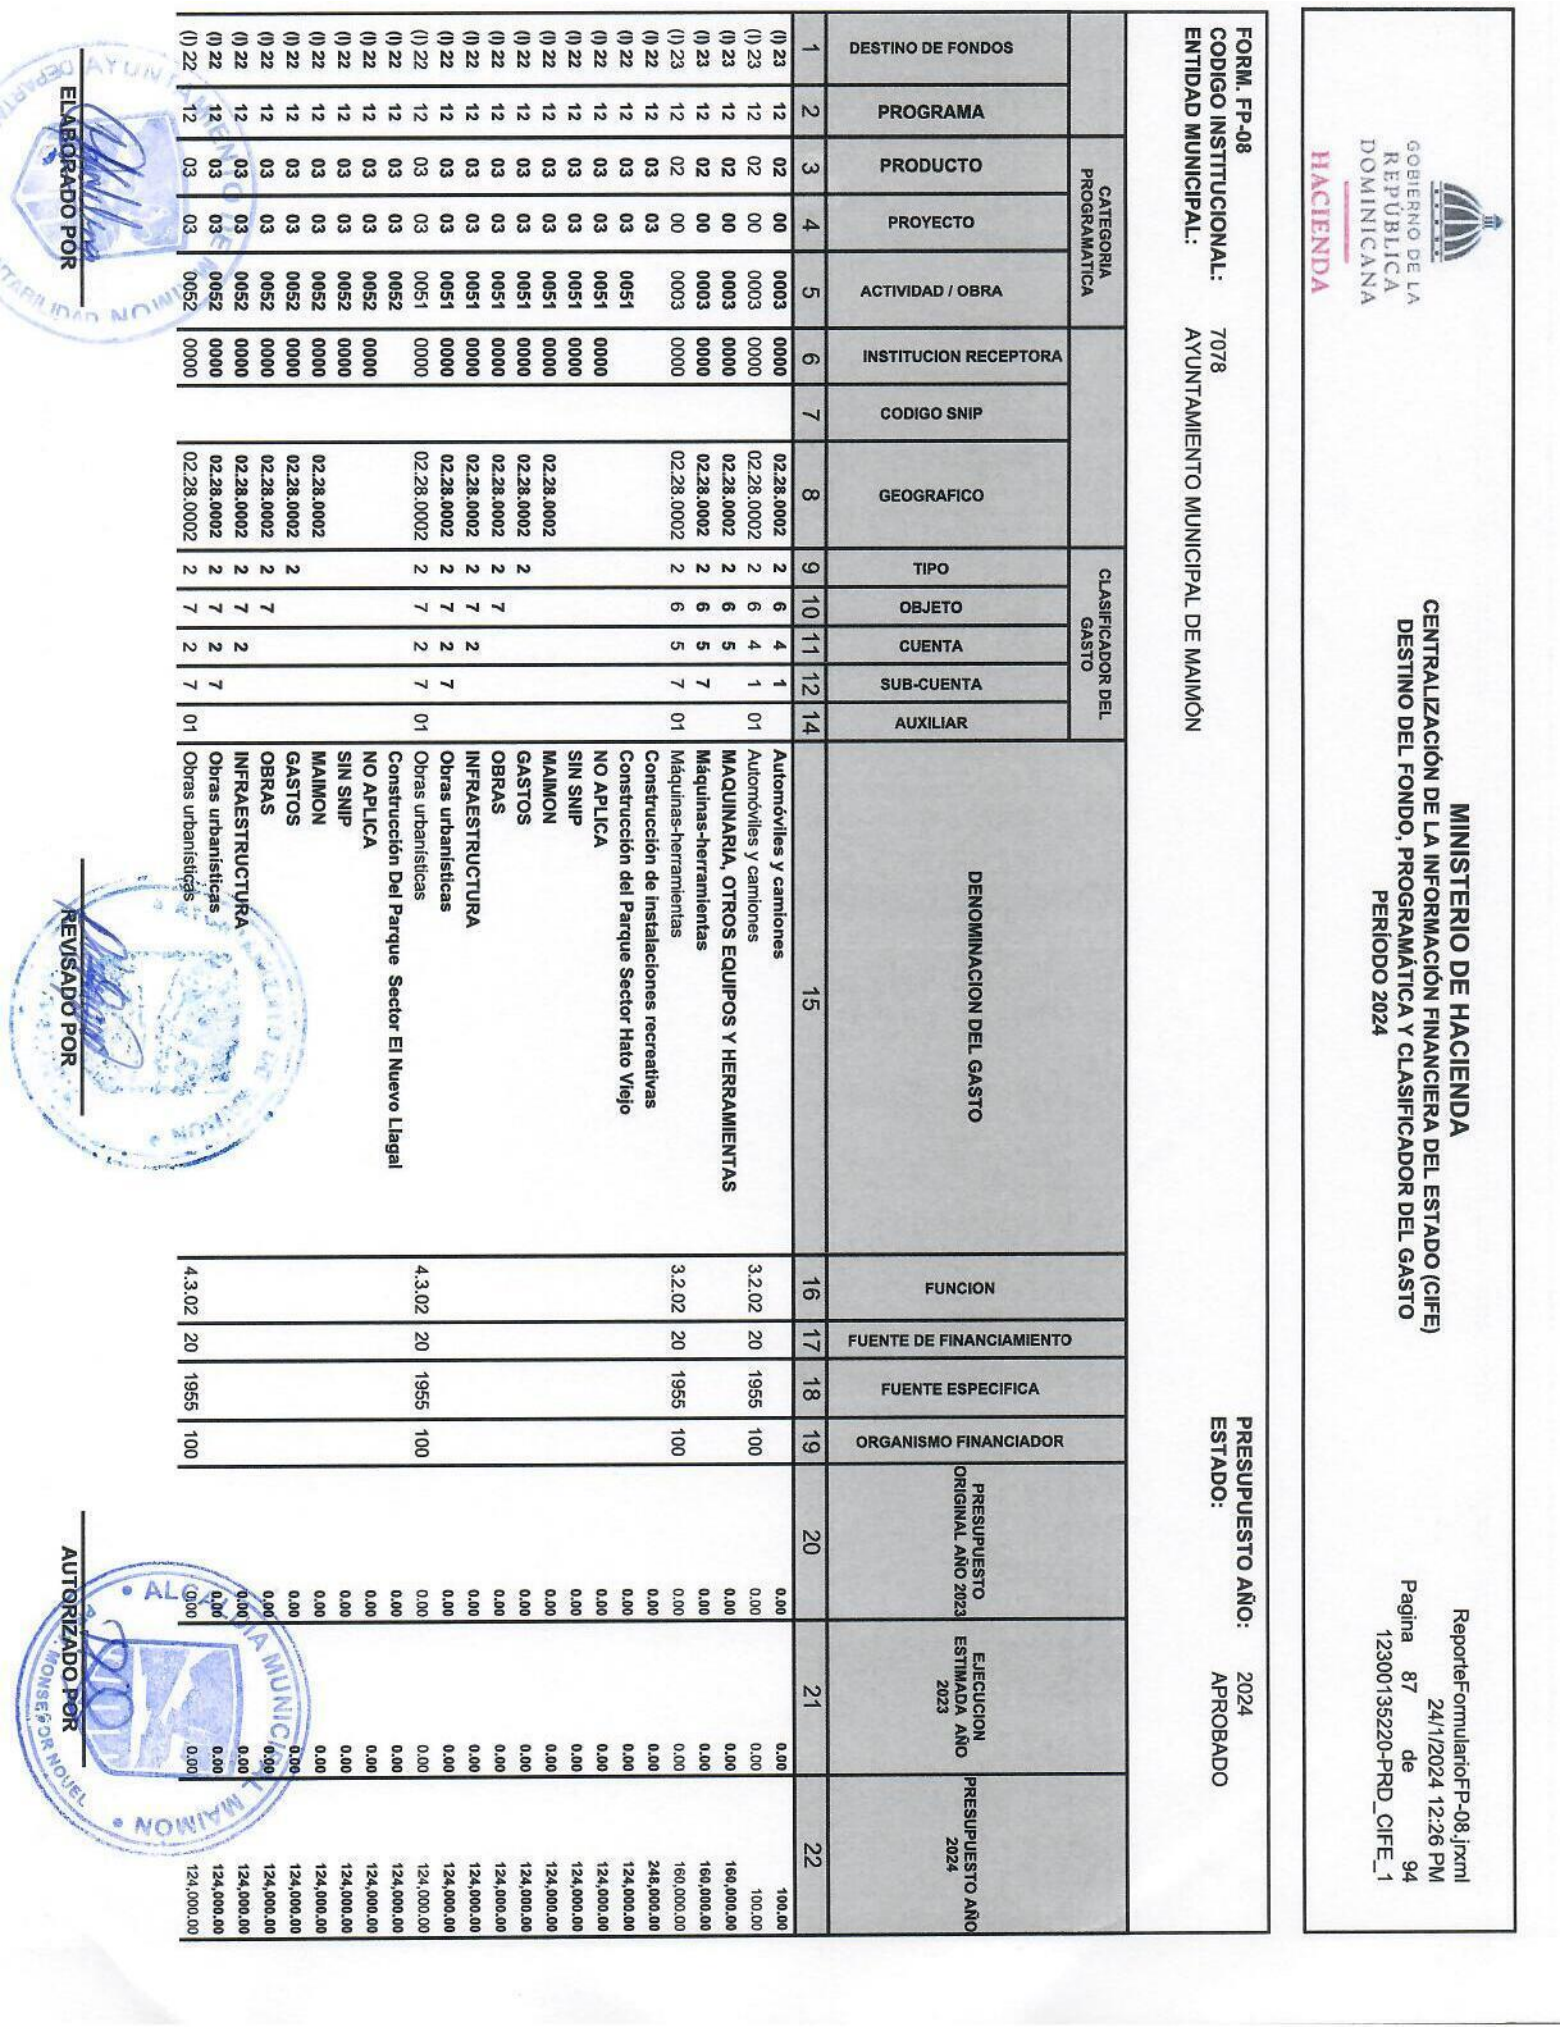 GOBIERNO DE LA
REPÚBLICA
DOMINICANA
HACIENDA
MINISTERIO DE HACIENDA
CENTRALIZACIÓN DE LA INFORMACIÓN FINANCIERA DEL ESTADO (CIFE)
DESTINO DEL FONDO, PROGRAMÁTICA Y CLASIFICADOR DEL GASTO
PERÍODO 2024
ReporteFormularioFP-08.jrxml
24/1/2024 12:26 PM
Pagina 87 de 94
12300135220-PRD_CIFE_1
FORM. FP-08
CODIGO INSTITUCIONAL: 7078
ENTIDAD MUNICIPAL: AYUNTAMIENTO MUNICIPAL DE MAIMÓN
PRESUPUESTO AÑO: 2024
ESTADO: APROBADO
CATEGORIA PROGRAMATICA
CLASIFICADOR DEL GASTO
DESTINO DE FONDOS PROGRAMA PRODUCTO PROYECTO ACTIVIDAD / OBRA INSTITUCION RECEPTORA CODIGO SNIP GEOGRAFICO TIPO OBJETO CUENTA SUB-CUENTA AUXILIAR DENOMINACION DEL GASTO FUNCION FUENTE DE FINANCIAMIENTO FUENTE ESPECIFICA ORGANISMO FINANCIADOR PRESUPUESTO ORIGINAL AÑO 2023 EJECUCION ESTIMADA AÑO 2023 PRESUPUESTO AÑO 2024
1 2 3 4 5 6 7 8 9 10 11 12 14 15 16 17 18 19 20 21 22
(I) 23 12 02 00 0003 0000 02.28.0002 2 6 4 1 Automóviles y camiones 0.00 0.00 100.00
(I) 23 12 02 00 0003 0000 02.28.0002 2 6 4 1 01 Automóviles y camiones 3.2.02 20 1955 100 0.00 0.00 100.00
(I) 23 12 02 00 0003 0000 02.28.0002 2 6 5 MAQUINARIA, OTROS EQUIPOS Y HERRAMIENTAS 0.00 0.00 160,000.00
(I) 23 12 02 00 0003 0000 02.28.0002 2 6 5 7 Máquinas-herramientas 0.00 0.00 160,000.00
(I) 23 12 02 00 0003 0000 02.28.0002 2 6 5 7 01 Máquinas-herramientas 3.2.02 20 1955 100 0.00 0.00 160,000.00
(I) 22 12 03 03 Construcción de instalaciones recreativas 0.00 0.00 248,000.00
(I) 22 12 03 03 0051 Construcción del Parque Sector Hato Viejo 0.00 0.00 124,000.00
(I) 22 12 03 03 0051 0000 NO APLICA 0.00 0.00 124,000.00
(I) 22 12 03 03 0051 0000 SIN SNIP 0.00 0.00 124,000.00
(I) 22 12 03 03 0051 0000 02.28.0002 MAIMON 0.00 0.00 124,000.00
(I) 22 12 03 03 0051 0000 02.28.0002 2 GASTOS 0.00 0.00 124,000.00
(I) 22 12 03 03 0051 0000 02.28.0002 2 7 OBRAS 0.00 0.00 124,000.00
(I) 22 12 03 03 0051 0000 02.28.0002 2 7 2 INFRAESTRUCTURA 0.00 0.00 124,000.00
(I) 22 12 03 03 0051 0000 02.28.0002 2 7 2 7 Obras urbanísticas 0.00 0.00 124,000.00
(I) 22 12 03 03 0051 0000 02.28.0002 2 7 2 7 01 Obras urbanísticas 4.3.02 20 1955 100 0.00 0.00 124,000.00
(I) 22 12 03 03 0052 Construcción Del Parque Sector El Nuevo Llagal 0.00 0.00 124,000.00
(I) 22 12 03 03 0052 0000 NO APLICA 0.00 0.00 124,000.00
(I) 22 12 03 03 0052 0000 SIN SNIP 0.00 0.00 124,000.00
(I) 22 12 03 03 0052 0000 02.28.0002 MAIMON 0.00 0.00 124,000.00
(I) 22 12 03 03 0052 0000 02.28.0002 2 GASTOS 0.00 0.00 124,000.00
(I) 22 12 03 03 0052 0000 02.28.0002 2 7 OBRAS 0.00 0.00 124,000.00
(I) 22 12 03 03 0052 0000 02.28.0002 2 7 2 INFRAESTRUCTURA 0.00 0.00 124,000.00
(I) 22 12 03 03 0052 0000 02.28.0002 2 7 2 7 Obras urbanísticas 0.00 0.00 124,000.00
(I) 22 12 03 03 0052 0000 02.28.0002 2 7 2 7 01 Obras urbanísticas 4.3.02 20 1955 100 0.00 0.00 124,000.00
ELABORADO POR
REVISADO POR
AUTORIZADO POR
ALCALDIA MUNICIPAL MAIMÓN
MONSEÑOR NOUEL